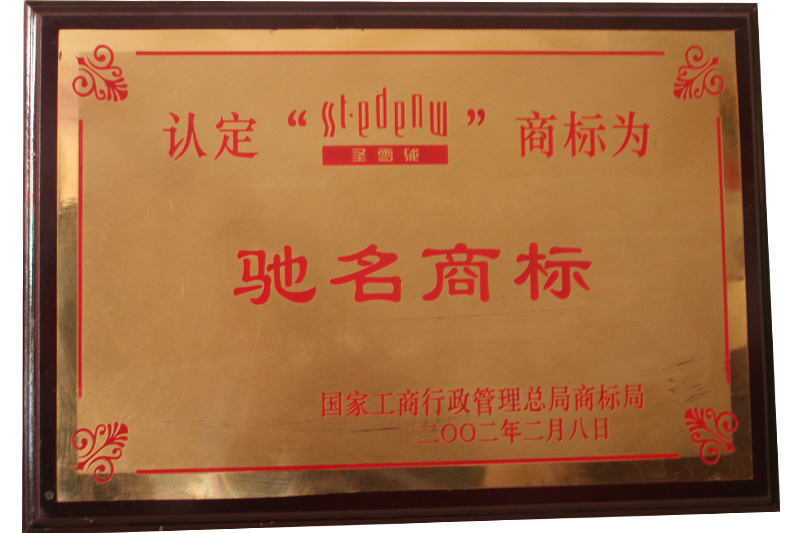 认定“st·edenw”商标为
圣雪绒
驰名商标
国家工商行政管理总局商标局
二〇〇二年二月八日